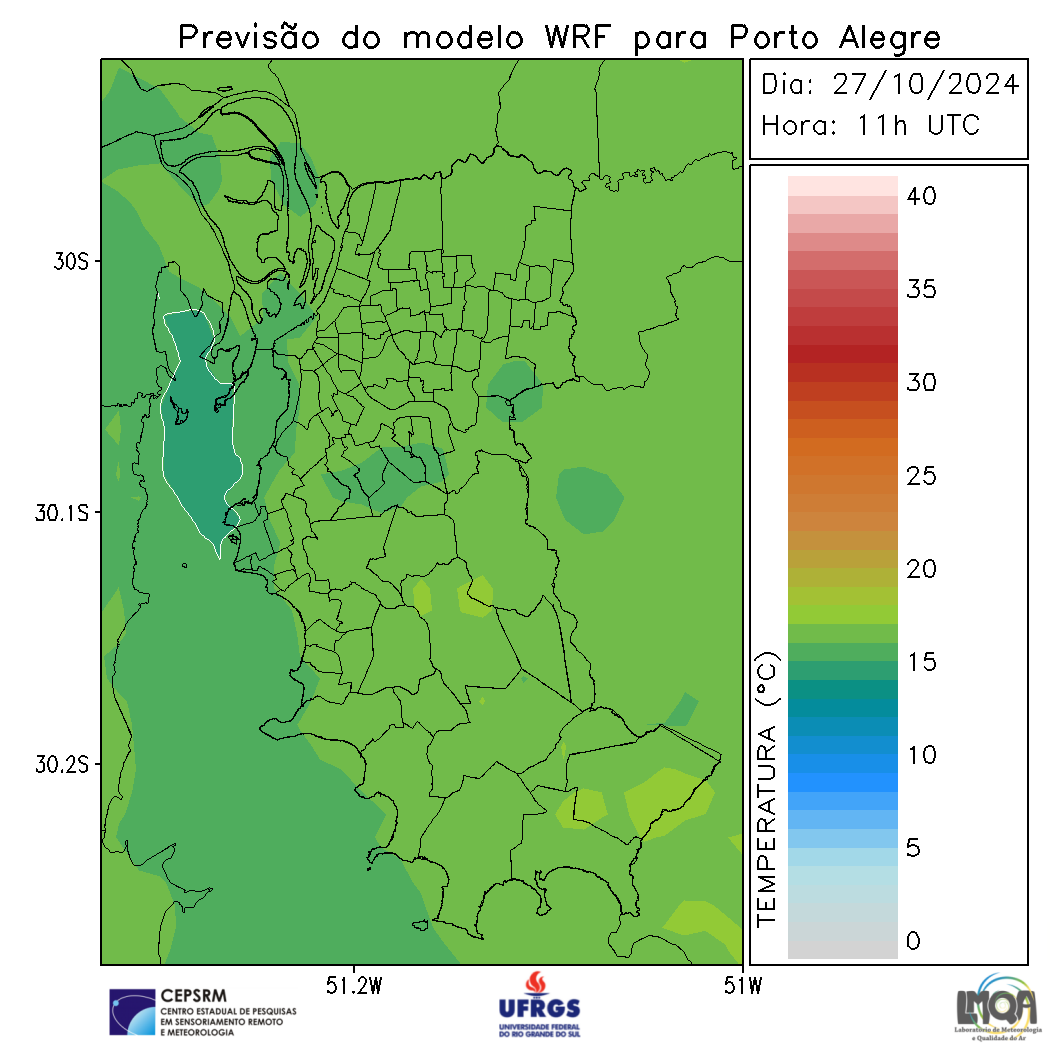 Previsão do modelo WRF para Porto Alegre
Dia: 27/10/2024
Hora: 11h UTC
40
35
30
25
20
15
10
5
0
TEMPERATURA (°C)
30S
30.1S
30.2S
51.2W
51W
CEPSRM
CENTRO ESTADUAL DE PESQUISAS
EM SENSORIAMENTO REMOTO
E METEOROLOGIA
UFRGS
UNIVERSIDADE FEDERAL
DO RIO GRANDE DO SUL
LMQA
Laboratório de Meteorologia
e Qualidade do Ar